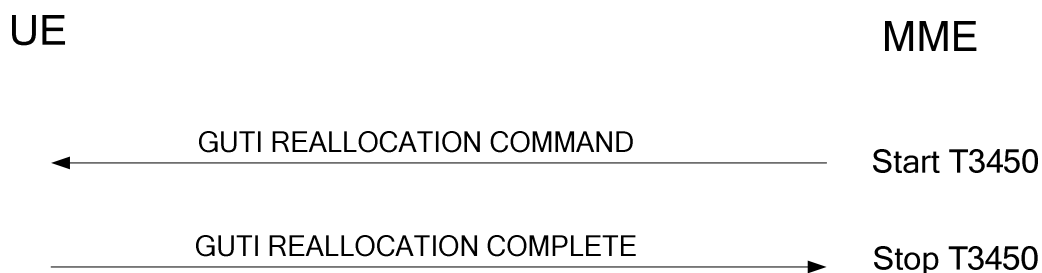 UE
MME
GUTI REALLOCATION COMMAND
Start T3450
GUTI REALLOCATION COMPLETE
Stop T3450